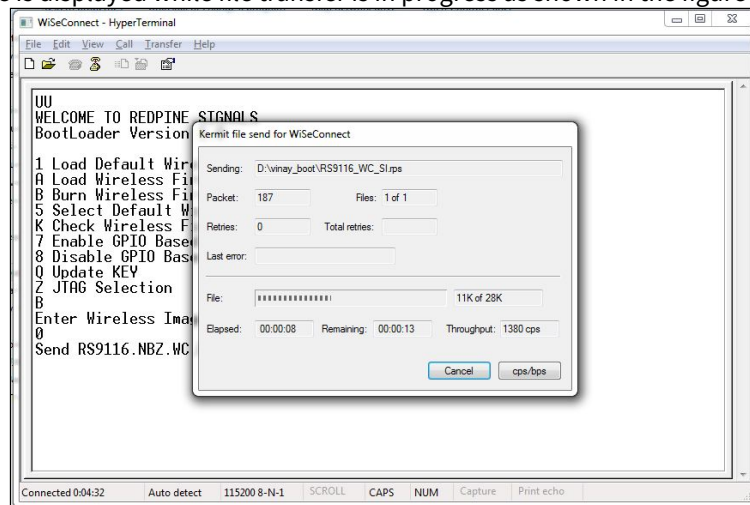 is displayed while file transfer is in progress as shown in the figure
WiSeConnect - HyperTerminal
File Edit View Call Transfer Help
UU
WELCOME TO REDPINE SIGNALS
BootLoader Version
1 Load Default Wire
A Load Wireless Fi
B Burn Wireless Fi
5 Select Default W
K Check Wireless F
7 Enable GPIO Base
8 Disable GPIO Bas
Q Update KEY
Z JTAG Selection
B
Enter Wireless Ima
0
Send RS9116.NBZ.WC
Kermit file send for WiSeConnect
Sending: D:\vinay_boot\RS9116_WC_SI.rps
Packet: 187 Files: 1 of 1
Retries: 0 Total retries:
Last error:
File: 11K of 28K
Elapsed: 00:00:08 Remaining: 00:00:13 Throughput: 1380 cps
Cancel cps/bps
Connected 0:04:32 Auto detect 115200 8-N-1 SCROLL CAPS NUM Capture Print echo